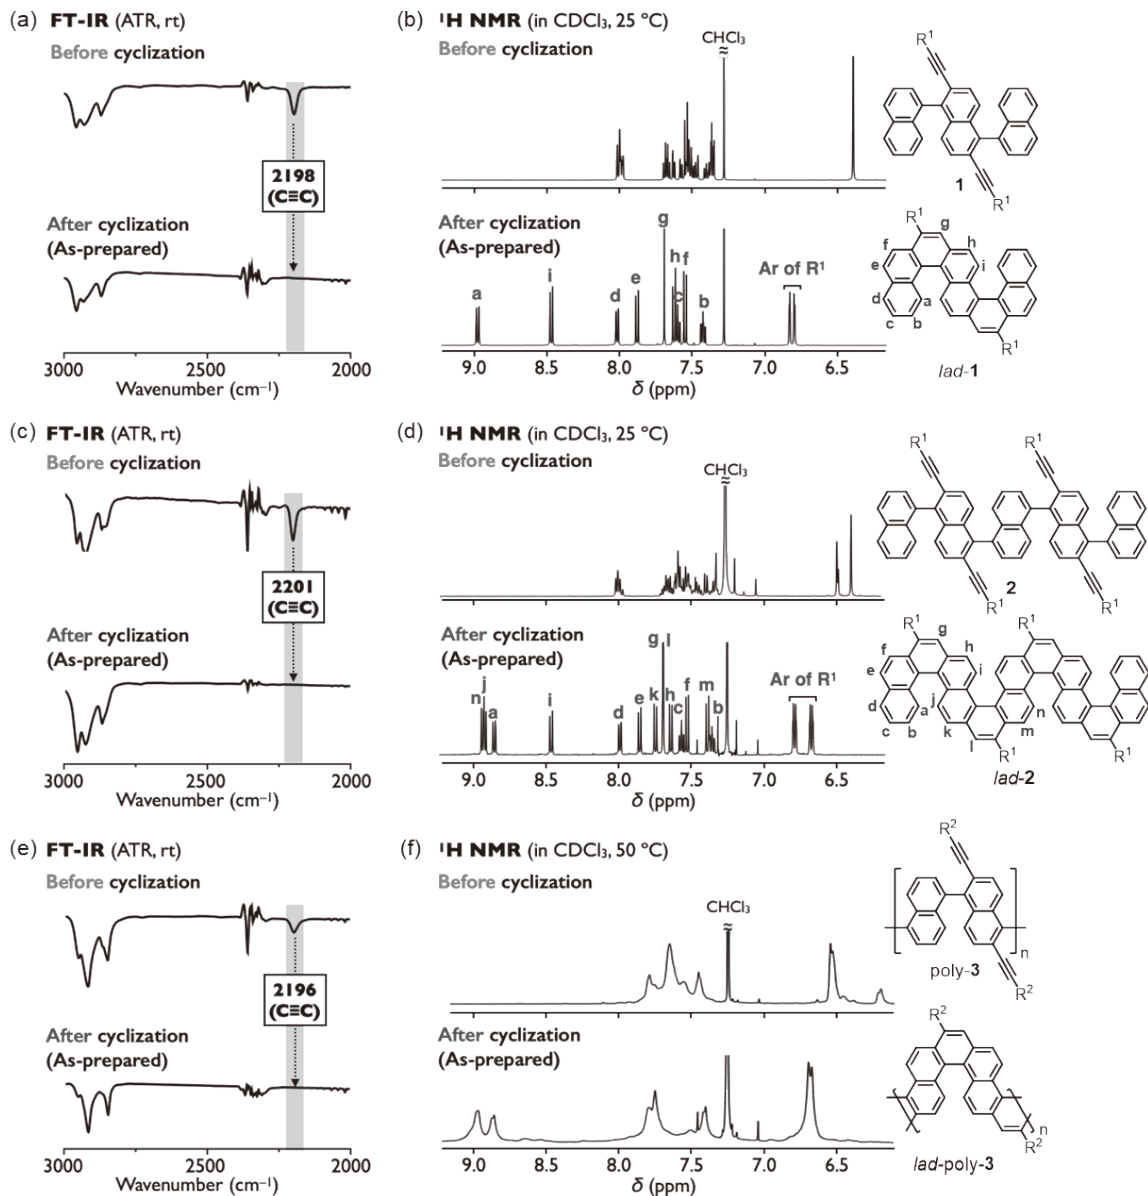 (a) FT-IR (ATR, rt)
Before cyclization
2198
(C≡C)
After cyclization
(As-prepared)
3000 2500 2000
Wavenumber (cm⁻¹)
(b) ¹H NMR (in CDCl₃, 25 ºC)
Before cyclization
CHCl₃
≈
R¹
1
R¹
After cyclization
(As-prepared)
a i d e g h c f b Ar of R¹
9.0 8.5 8.0 7.5 7.0 6.5
δ (ppm)
R¹ g
f h
e i
d a
c b
R¹
lad-1
(c) FT-IR (ATR, rt)
Before cyclization
2201
(C≡C)
After cyclization
(As-prepared)
3000 2500 2000
Wavenumber (cm⁻¹)
(d) ¹H NMR (in CDCl₃, 25 ºC)
Before cyclization
CHCl₃
≈
R¹ R¹
2
R¹ R¹
After cyclization
(As-prepared)
n j a i d e k g l h c f m b Ar of R¹
9.0 8.5 8.0 7.5 7.0 6.5
δ (ppm)
R¹ g R¹
f h
e i
d a j n
c b k m
l R¹ R¹
lad-2
(e) FT-IR (ATR, rt)
Before cyclization
2196
(C≡C)
After cyclization
(As-prepared)
3000 2500 2000
Wavenumber (cm⁻¹)
(f) ¹H NMR (in CDCl₃, 50 ºC)
Before cyclization
CHCl₃
≈
R²
n
poly-3
R²
After cyclization
(As-prepared)
9.0 8.5 8.0 7.5 7.0 6.5
δ (ppm)
R²
n
R²
lad-poly-3